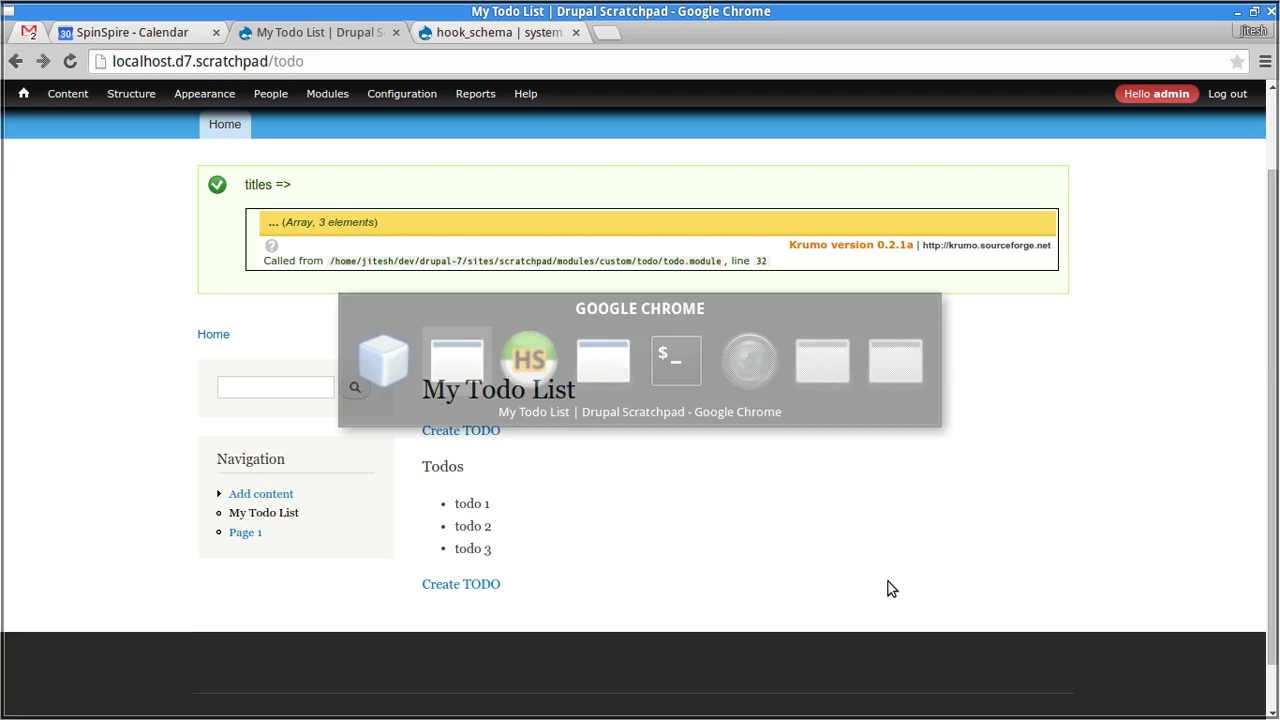 My Todo List | Drupal Scratchpad - Google Chrome
2
30 SpinSpire - Calendar
My Todo List | Drupal S
hook_schema | system
jitesh
localhost.d7.scratchpad/todo
Content Structure Appearance People Modules Configuration Reports Help
Hello admin Log out
Home
titles =>
... (Array, 3 elements)
?
Krumo version 0.2.1a | http://krumo.sourceforge.net
Called from /home/jitesh/dev/drupal-7/sites/scratchpad/modules/custom/todo/todo.module, line 32
GOOGLE CHROME
Home
HS
$_
My Todo List
My Todo List | Drupal Scratchpad - Google Chrome
Create TODO
Navigation
Add content
My Todo List
Page 1
Todos
todo 1
todo 2
todo 3
Create TODO